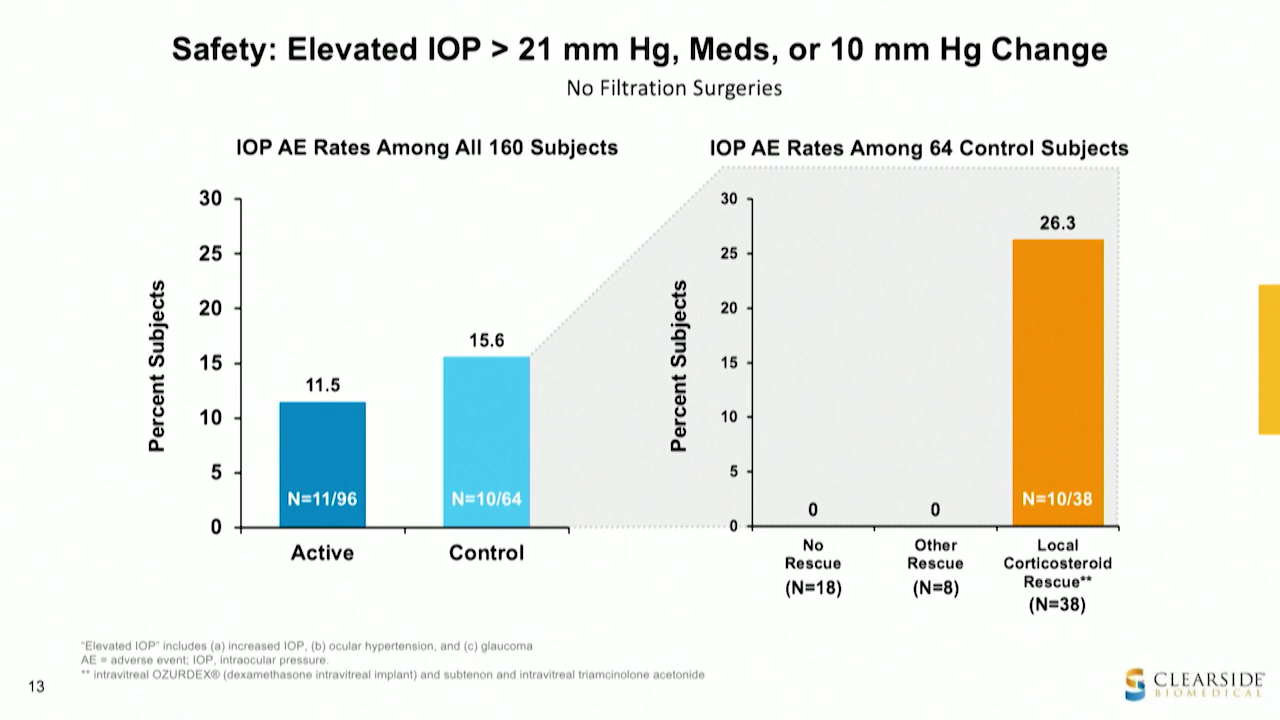 Safety: Elevated IOP > 21 mm Hg, Meds, or 10 mm Hg Change
No Filtration Surgeries
IOP AE Rates Among All 160 Subjects
Percent Subjects
30
25
20
15
10
5
0
11.5
15.6
N=11/96
N=10/64
Active
Control
IOP AE Rates Among 64 Control Subjects
Percent Subjects
30
25
20
15
10
5
0
0
0
26.3
N=10/38
No
Rescue
(N=18)
Other
Rescue
(N=8)
Local
Corticosteroid
Rescue**
(N=38)
"Elevated IOP" includes (a) increased IOP, (b) ocular hypertension, and (c) glaucoma
AE = adverse event; IOP, intraocular pressure.
** intravitreal OZURDEX® (dexamethasone intravitreal implant) and subtenon and intravitreal triamcinolone acetonide
13
CLEARSIDE
BIOMEDICAL